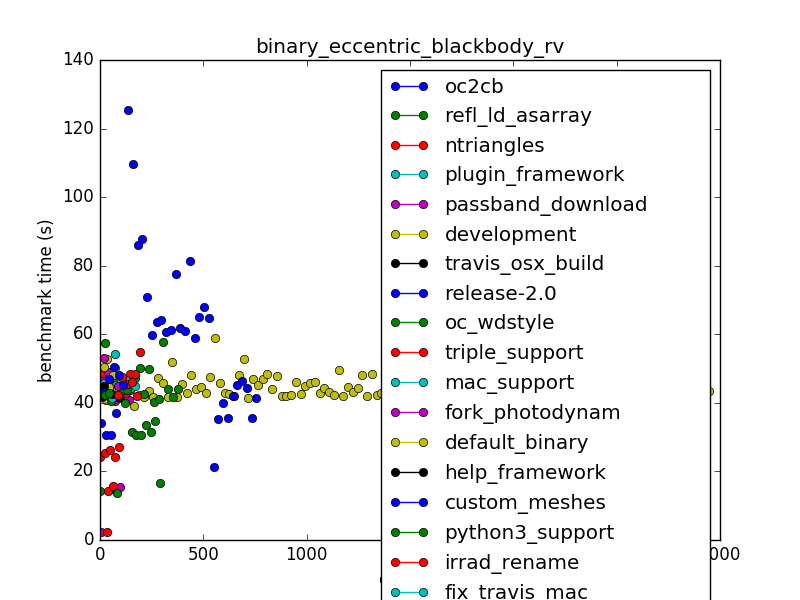 binary_eccentric_blackbody_rv
benchmark time (s)
140
120
100
80
60
40
20
0
0
500
1000
000
oc2cb
refl_ld_asarray
ntriangles
plugin_framework
passband_download
development
travis_osx_build
release-2.0
oc_wdstyle
triple_support
mac_support
fork_photodynam
default_binary
help_framework
custom_meshes
python3_support
irrad_rename
fix_travis_mac